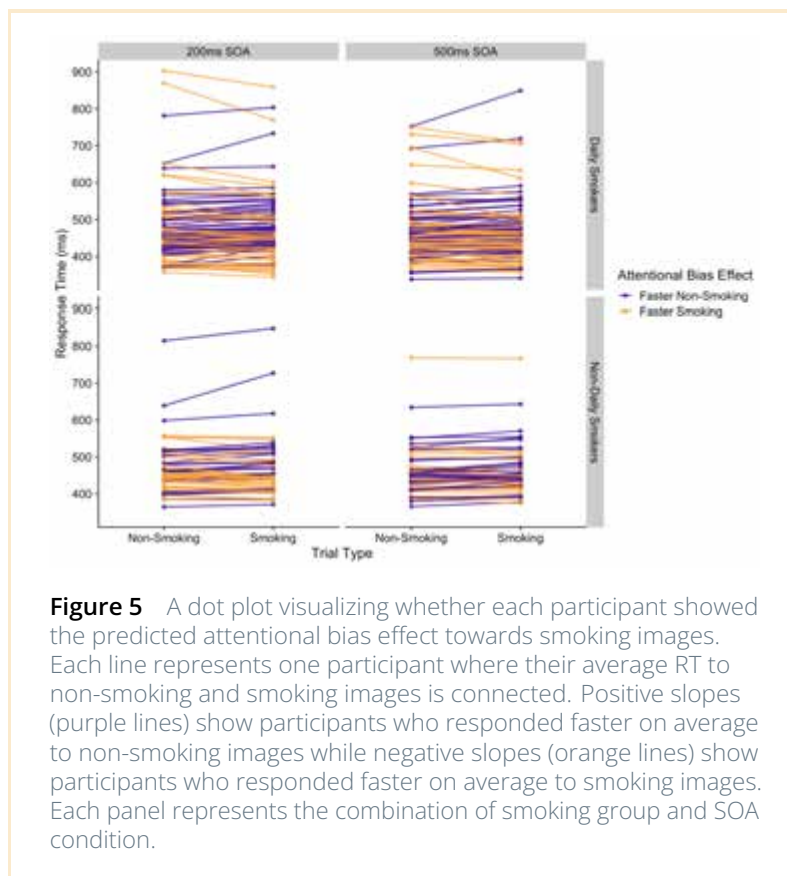 200ms SOA
500ms SOA
900
800
700
600
500
400
Daily Smokers
Response Time (ms)
900
800
700
600
500
400
Non-Daily Smokers
Attentional Bias Effect
Faster Non-Smoking
Faster Smoking
Non-Smoking
Smoking
Non-Smoking
Smoking
Trial Type
Figure 5 A dot plot visualizing whether each participant showed
the predicted attentional bias effect towards smoking images.
Each line represents one participant where their average RT to
non-smoking and smoking images is connected. Positive slopes
(purple lines) show participants who responded faster on average
to non-smoking images while negative slopes (orange lines) show
participants who responded faster on average to smoking images.
Each panel represents the combination of smoking group and SOA
condition.